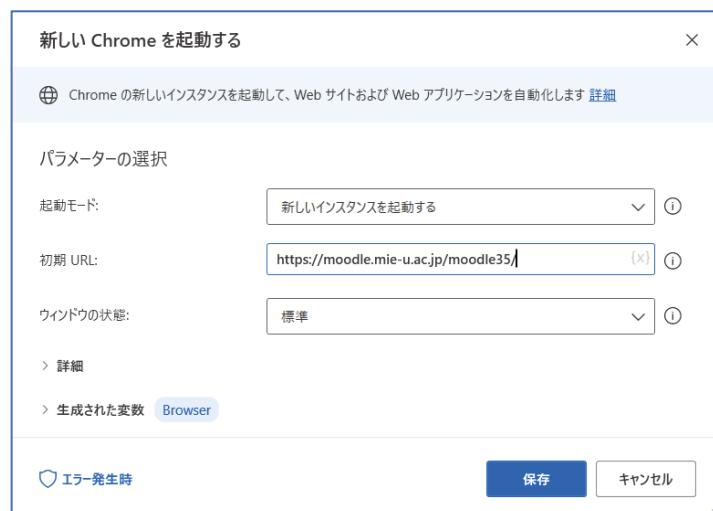 新しい Chrome を起動する
Chrome の新しいインスタンスを起動して、Web サイトおよび Web アプリケーションを自動化します 詳細
パラメーターの選択
起動モード: 新しいインスタンスを起動する
初期 URL: https://moodle.mie-u.ac.jp/moodle35/ {x}
ウィンドウの状態: 標準
詳細
生成された変数 Browser
エラー発生時 保存 キャンセル